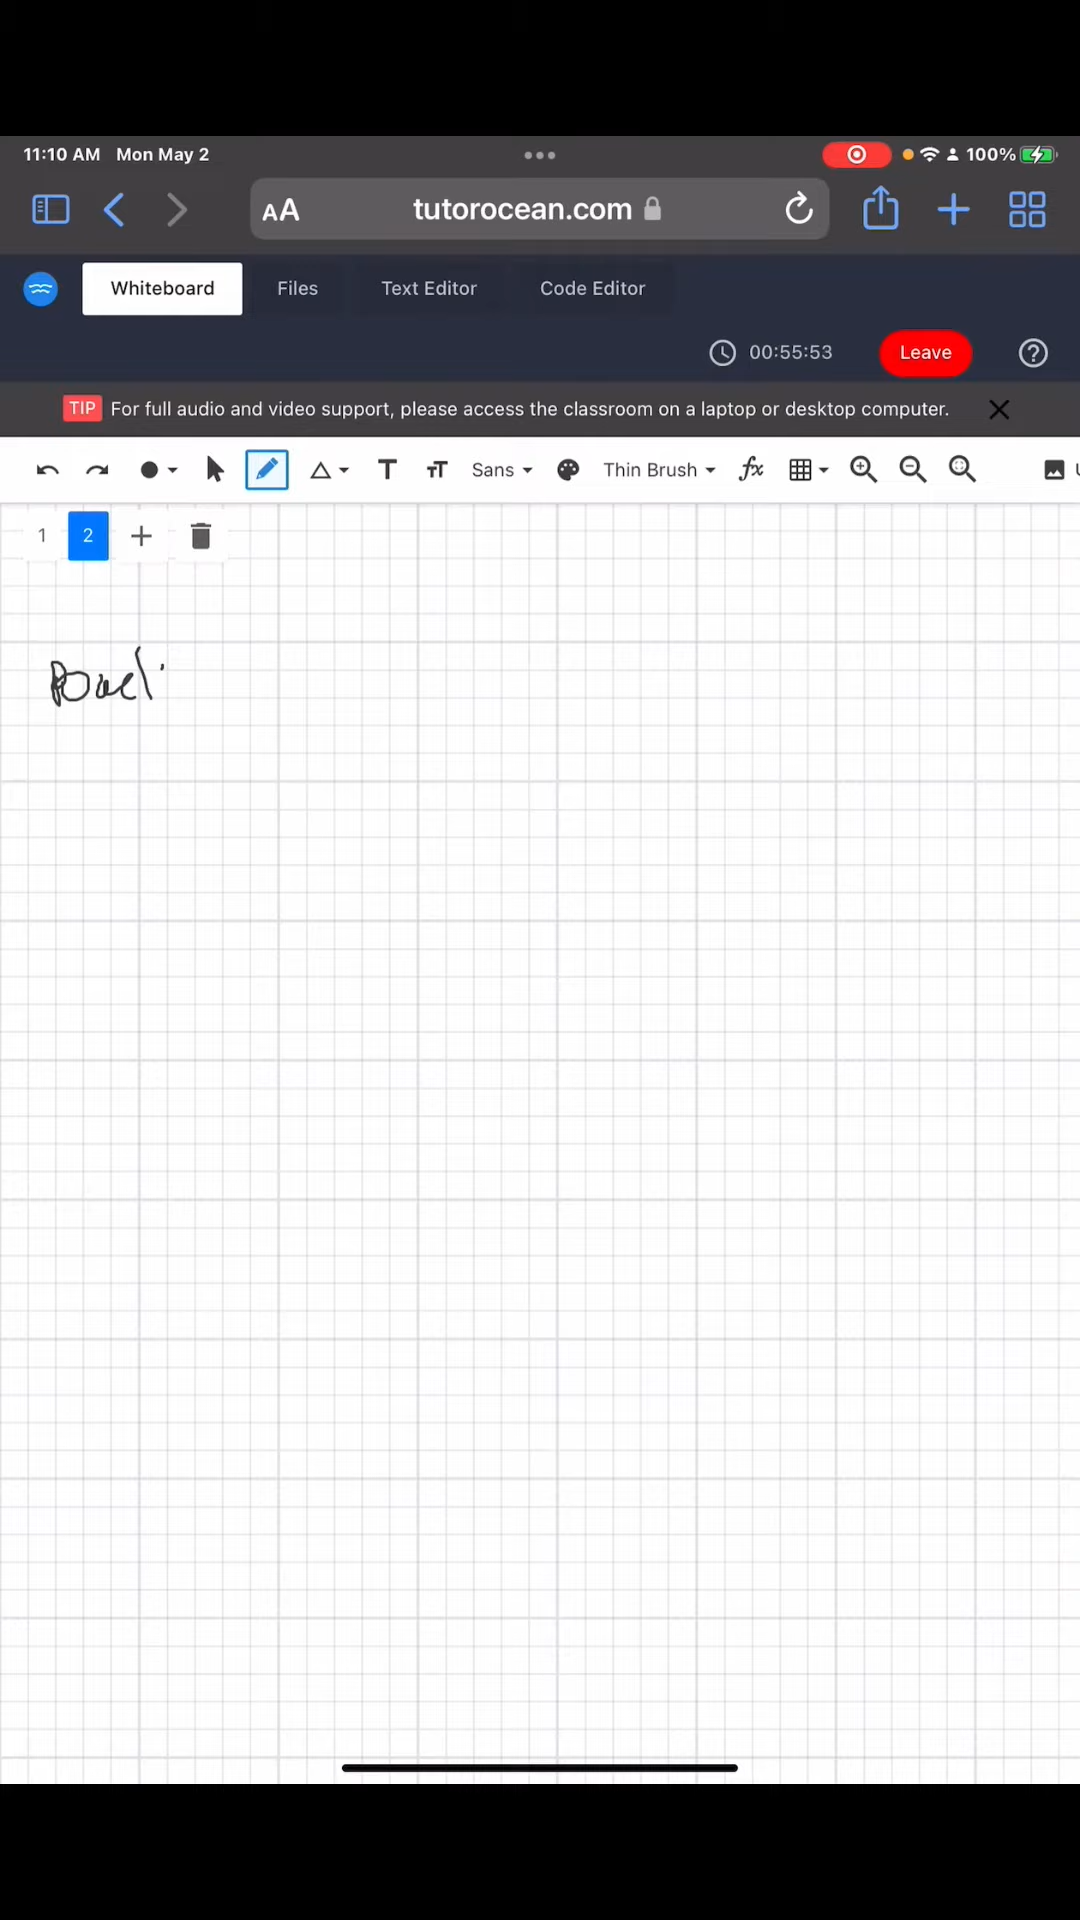 11:10 AM Mon May 2
100%
AA tutorocean.com
Whiteboard Files Text Editor Code Editor
00:55:53 Leave ?
TIP For full audio and video support, please access the classroom on a laptop or desktop computer.
T TT Sans Thin Brush fx
1 2 +